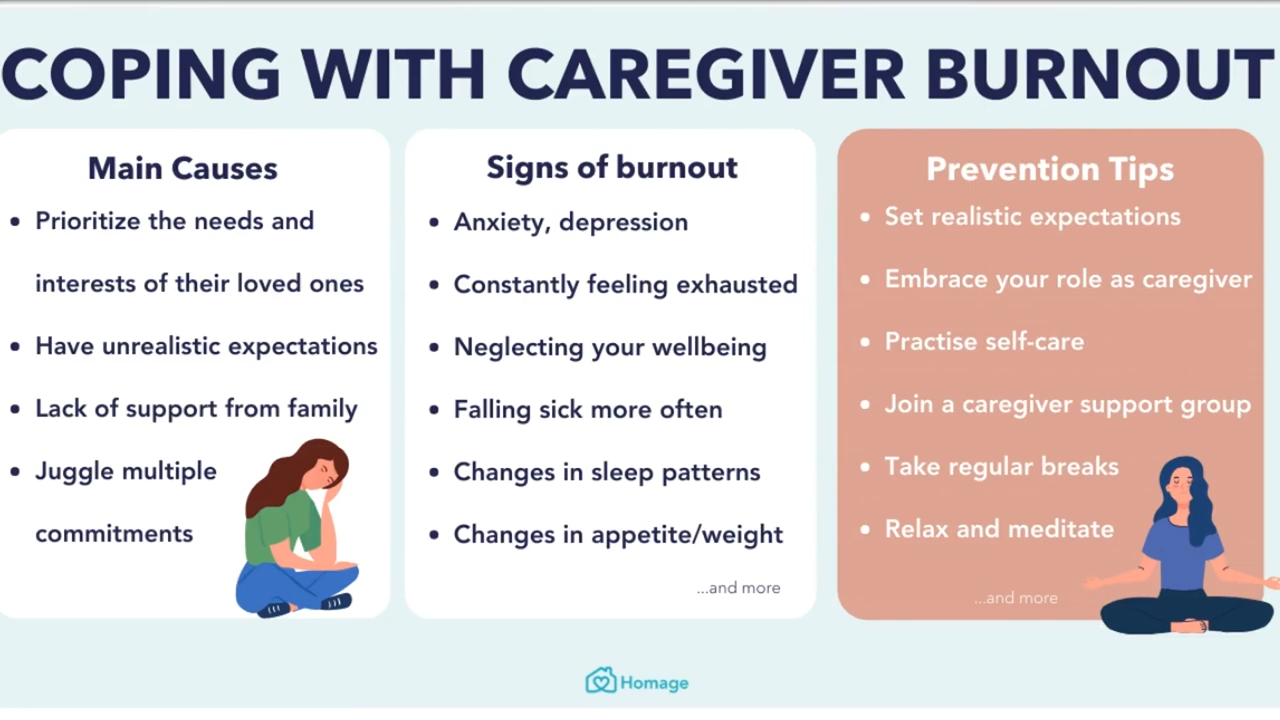 COPING WITH CAREGIVER BURNOUT
Main Causes
• Prioritize the needs and
interests of their loved ones
• Have unrealistic expectations
• Lack of support from family
• Juggle multiple
commitments
Signs of burnout
• Anxiety, depression
• Constantly feeling exhausted
• Neglecting your wellbeing
• Falling sick more often
• Changes in sleep patterns
• Changes in appetite/weight
...and more
Prevention Tips
• Set realistic expectations
• Embrace your role as caregiver
• Practise self-care
• Join a caregiver support group
• Take regular breaks
• Relax and meditate
...and more
Homage